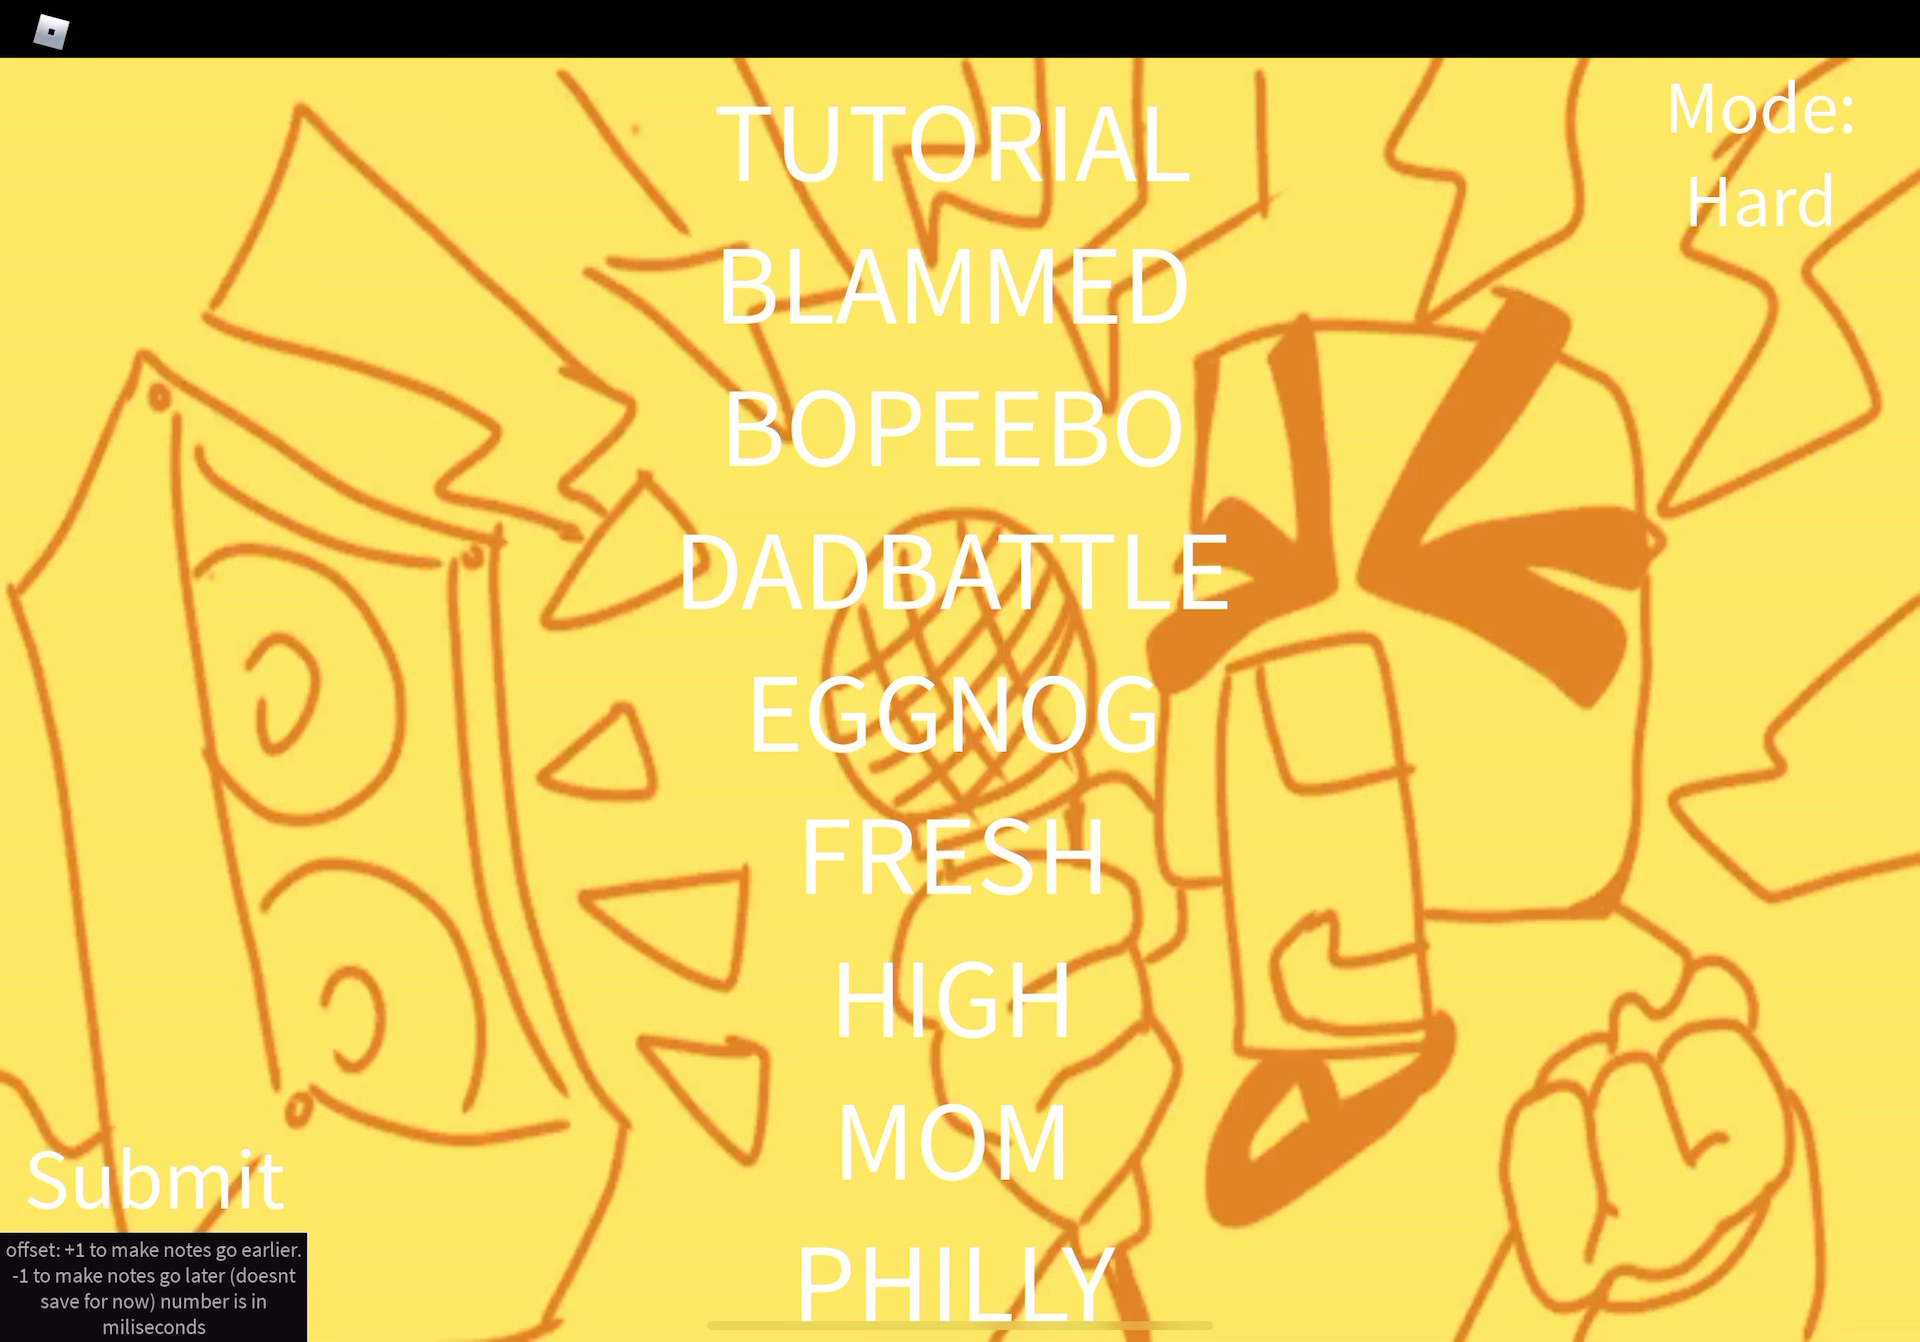 Mode:
Hard
TUTORIAL
BLAMMED
BOPEEBO
DADBATTLE
EGGNOG
FRESH
HIGH
MOM
PHILLY
Submit
offset: +1 to make notes go earlier.
-1 to make notes go later (doesnt
save for now) number is in
miliseconds